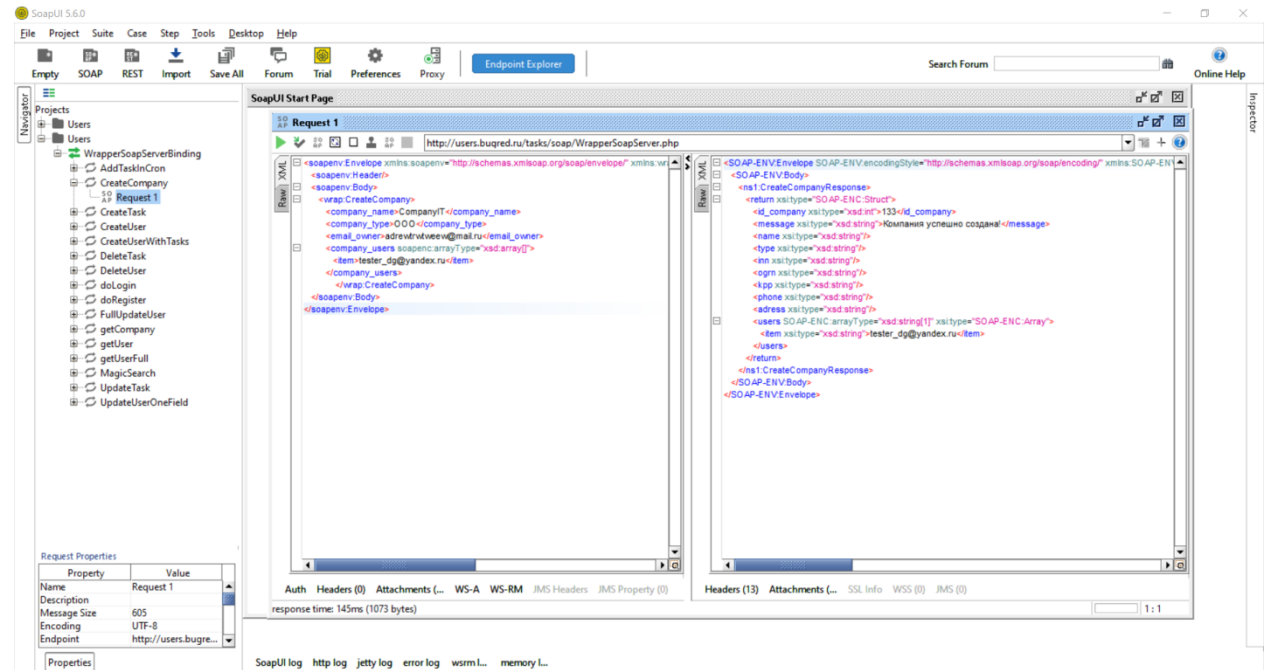 SoapUI 5.6.0
File Project Suite Case Step Tools Desktop Help
Empty SOAP REST Import Save All Forum Trial Preferences Proxy Endpoint Explorer Search Forum Online Help
Navigator
Projects
Users
Users
WrapperSoapServerBinding
AddTaskInCron
CreateCompany
SOAP Request 1
CreateTask
CreateUser
CreateUserWithTasks
DeleteTask
DeleteUser
doLogin
doRegister
FullUpdateUser
getCompany
getUser
getUserFull
MagicSearch
UpdateTask
UpdateUserOneField
Request Properties
Property Value
Name Request 1
Description
Message Size 605
Encoding UTF-8
Endpoint http://users.bugre...
Properties
SoapUI Start Page
SOAP Request 1
http://users.bugred.ru/tasks/soap/WrapperSoapServer.php
XML
Raw
<soapenv:Envelope xmlns:soapenv="http://schemas.xmlsoap.org/soap/envelope/" xmlns:wr
<soapenv:Header/>
<soapenv:Body>
<wrap:CreateCompany>
<company_name>CompanyIT</company_name>
<company_type>ООО</company_type>
<email_owner>adrewtrwtweew@mail.ru</email_owner>
<company_users soapenc:arrayType="xsd:array[]">
<item>tester_dg@yandex.ru</item>
</company_users>
</wrap:CreateCompany>
</soapenv:Body>
</soapenv:Envelope>
Auth Headers (0) Attachments (... WS-A WS-RM JMS Headers JMS Property (0)
response time: 145ms (1073 bytes)
XML
Raw
<SOAP-ENV:Envelope SOAP-ENV:encodingStyle="http://schemas.xmlsoap.org/soap/encoding/" xmlns:SOAP-EN
<SOAP-ENV:Body>
<ns1:CreateCompanyResponse>
<return xsi:type="SOAP-ENC:Struct">
<id_company xsi:type="xsd:int">133</id_company>
<message xsi:type="xsd:string">Компания успешно создана!</message>
<name xsi:type="xsd:string"/>
<type xsi:type="xsd:string"/>
<inn xsi:type="xsd:string"/>
<ogrn xsi:type="xsd:string"/>
<kpp xsi:type="xsd:string"/>
<phone xsi:type="xsd:string"/>
<adress xsi:type="xsd:string"/>
<users SOAP-ENC:arrayType="xsd:string[1]" xsi:type="SOAP-ENC:Array">
<item xsi:type="xsd:string">tester_dg@yandex.ru</item>
</users>
</return>
</ns1:CreateCompanyResponse>
</SOAP-ENV:Body>
</SOAP-ENV:Envelope>
Headers (13) Attachments (... SSL Info WSS (0) JMS (0)
1 : 1
Inspector
SoapUI log http log jetty log error log wsrm l... memory l...